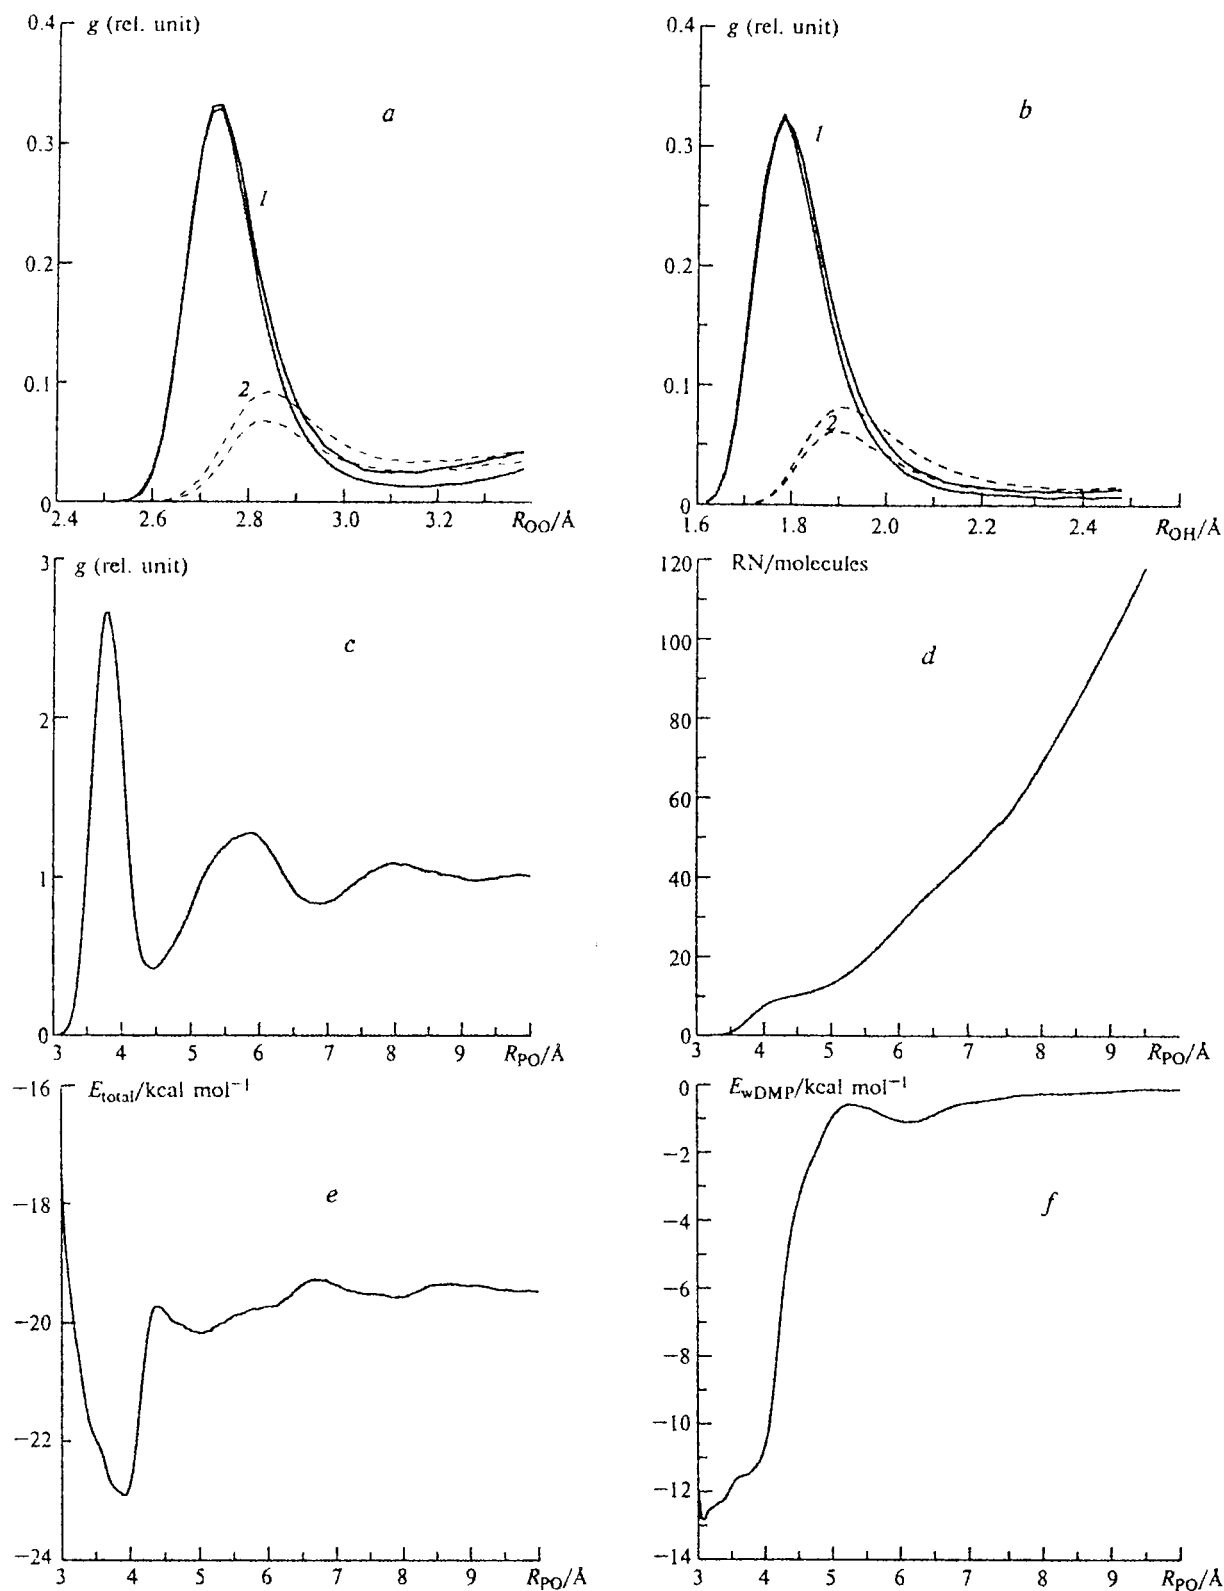 g (rel. unit)
0.4
0.3
0.2
0.1
0
a
1
2
2.4 2.6 2.8 3.0 3.2 R_OO/Å
g (rel. unit)
0.4
0.3
0.2
0.1
0
b
1
2
1.6 1.8 2.0 2.2 2.4 R_OH/Å
g (rel. unit)
3
2
1
0
c
3 4 5 6 7 8 9 R_PO/Å
RN/molecules
120
100
80
60
40
20
0
d
3 4 5 6 7 8 9 R_PO/Å
E_total/kcal mol⁻¹
−16
−18
−20
−22
−24
e
3 4 5 6 7 8 9 R_PO/Å
E_wDMP/kcal mol⁻¹
0
−2
−4
−6
−8
−10
−12
−14
f
3 4 5 6 7 8 9 R_PO/Å